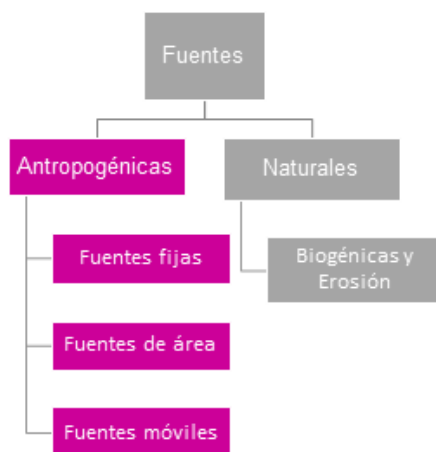 Fuentes
Antropogénicas
Naturales
Fuentes fijas
Biogénicas y
Erosión
Fuentes de área
Fuentes móviles